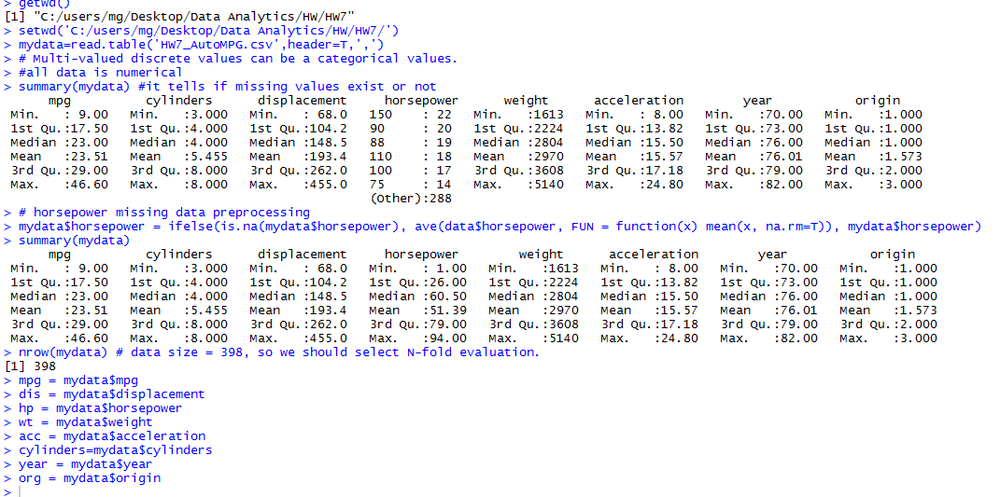 > getwd()
[1] "C:/users/mg/Desktop/Data Analytics/HW/HW7"
> setwd('C:/users/mg/Desktop/Data Analytics/HW/HW7/')
> mydata=read.table('HW7_AutoMPG.csv',header=T,',')
> # Multi-valued discrete values can be a categorical values.
> #all data is numerical
> summary(mydata) #it tells if missing values exist or not
mpg cylinders displacement horsepower weight acceleration year origin
Min. : 9.00 Min. :3.000 Min. : 68.0 150 : 22 Min. :1613 Min. : 8.00 Min. :70.00 Min. :1.000
1st Qu.:17.50 1st Qu.:4.000 1st Qu.:104.2 90 : 20 1st Qu.:2224 1st Qu.:13.82 1st Qu.:73.00 1st Qu.:1.000
Median :23.00 Median :4.000 Median :148.5 88 : 19 Median :2804 Median :15.50 Median :76.00 Median :1.000
Mean :23.51 Mean :5.455 Mean :193.4 110 : 18 Mean :2970 Mean :15.57 Mean :76.01 Mean :1.573
3rd Qu.:29.00 3rd Qu.:8.000 3rd Qu.:262.0 100 : 17 3rd Qu.:3608 3rd Qu.:17.18 3rd Qu.:79.00 3rd Qu.:2.000
Max. :46.60 Max. :8.000 Max. :455.0 75 : 14 Max. :5140 Max. :24.80 Max. :82.00 Max. :3.000
(Other):288
> # horsepower missing data preprocessing
> mydata$horsepower = ifelse(is.na(mydata$horsepower), ave(data$horsepower, FUN = function(x) mean(x, na.rm=T)), mydata$horsepower)
> summary(mydata)
mpg cylinders displacement horsepower weight acceleration year origin
Min. : 9.00 Min. :3.000 Min. : 68.0 Min. : 1.00 Min. :1613 Min. : 8.00 Min. :70.00 Min. :1.000
1st Qu.:17.50 1st Qu.:4.000 1st Qu.:104.2 1st Qu.:26.00 1st Qu.:2224 1st Qu.:13.82 1st Qu.:73.00 1st Qu.:1.000
Median :23.00 Median :4.000 Median :148.5 Median :60.50 Median :2804 Median :15.50 Median :76.00 Median :1.000
Mean :23.51 Mean :5.455 Mean :193.4 Mean :51.39 Mean :2970 Mean :15.57 Mean :76.01 Mean :1.573
3rd Qu.:29.00 3rd Qu.:8.000 3rd Qu.:262.0 3rd Qu.:79.00 3rd Qu.:3608 3rd Qu.:17.18 3rd Qu.:79.00 3rd Qu.:2.000
Max. :46.60 Max. :8.000 Max. :455.0 Max. :94.00 Max. :5140 Max. :24.80 Max. :82.00 Max. :3.000
> nrow(mydata) # data size = 398, so we should select N-fold evaluation.
[1] 398
> mpg = mydata$mpg
> dis = mydata$displacement
> hp = mydata$horsepower
> wt = mydata$weight
> acc = mydata$acceleration
> cylinders=mydata$cylinders
> year = mydata$year
> org = mydata$origin
>